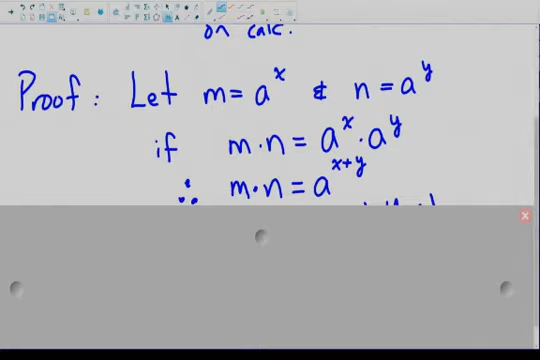 on calc.
Proof: Let m = a^x & n = a^y
if m · n = a^x · a^y
∴ m · n = a^{x+y}